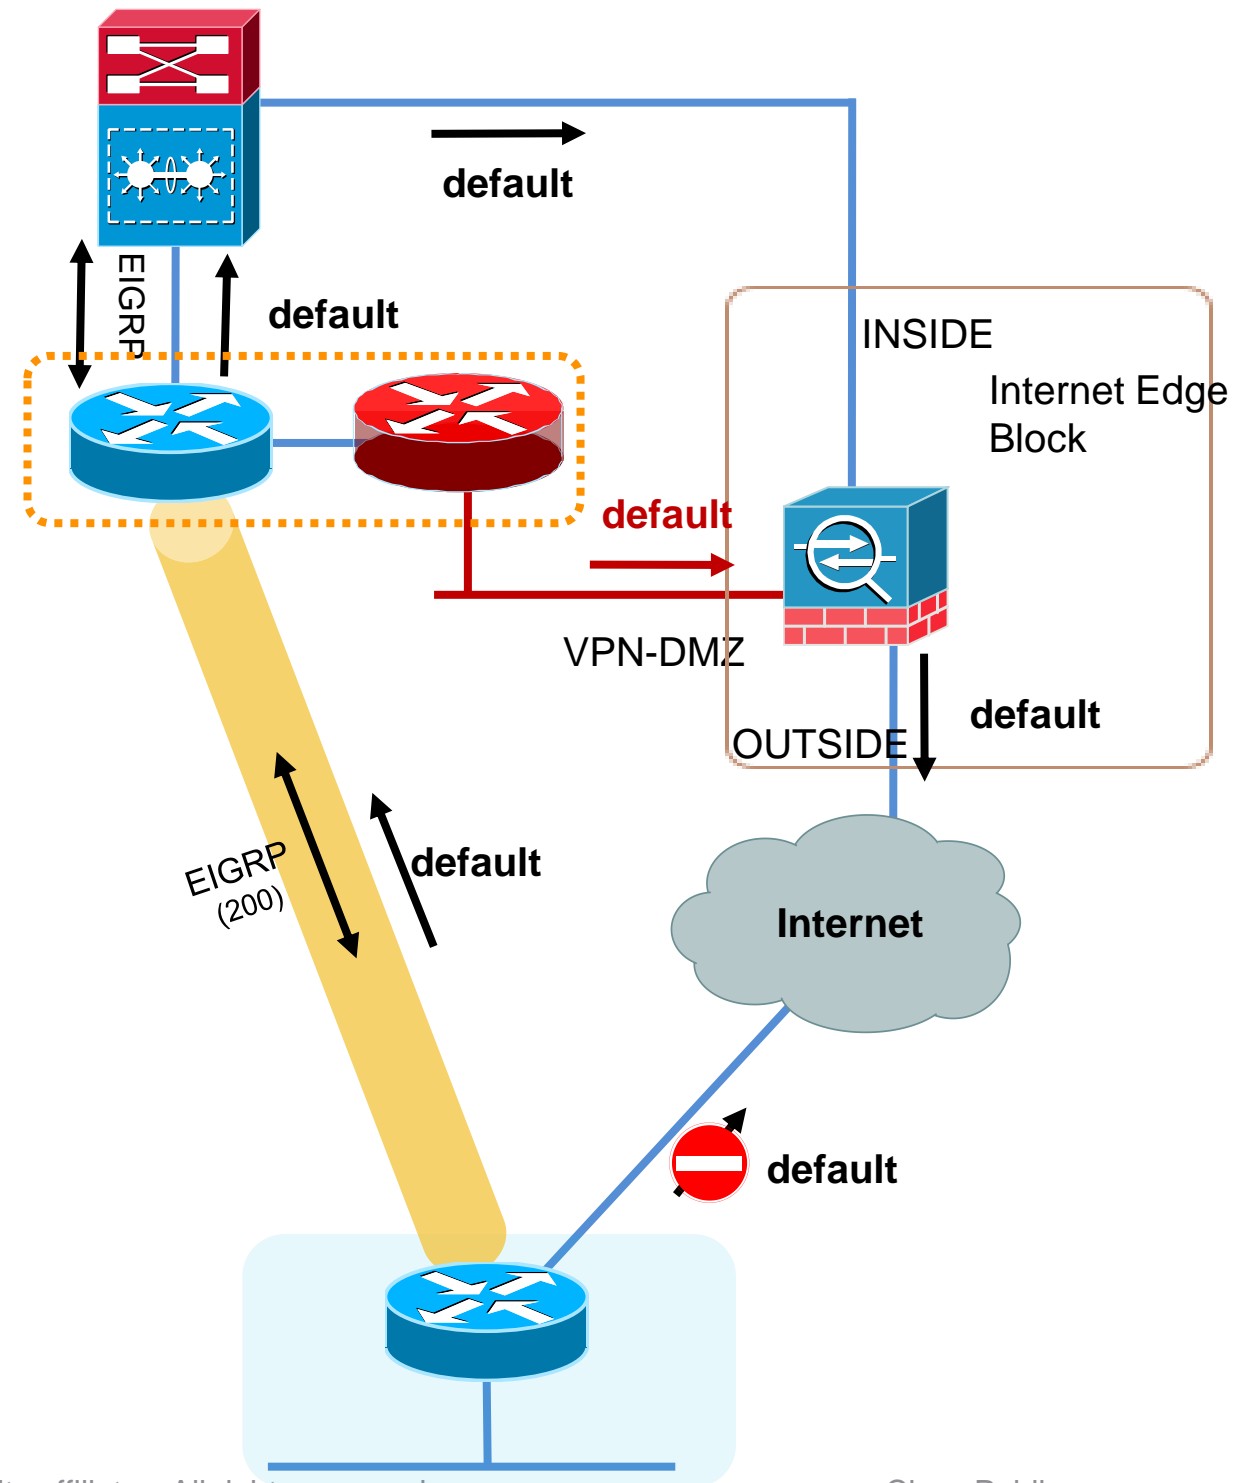 default
EIGRP
default
INSIDE
Internet Edge
Block
default
VPN-DMZ
OUTSIDE
default
EIGRP
(200)
default
Internet
default